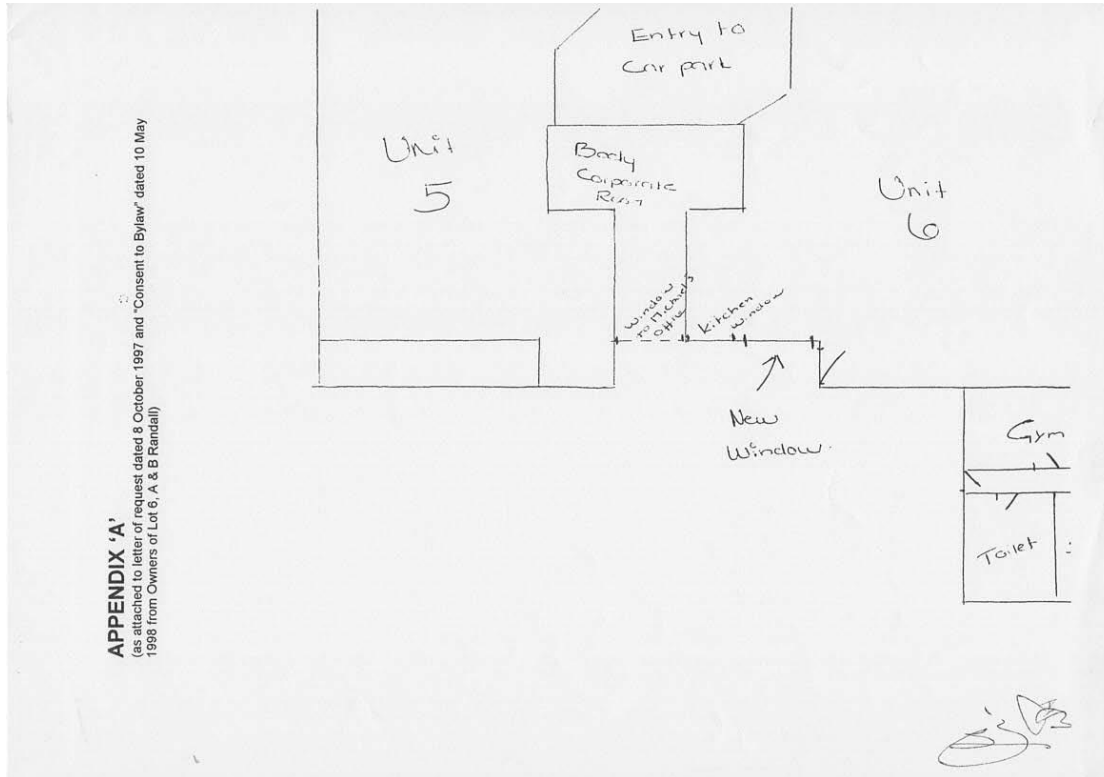 APPENDIX 'A'
(as attached to letter of request dated 8 October 1997 and "Consent to Bylaw" dated 10 May
1998 from Owners of Lot 6, A & B Randall)
Entry to
Car park
Unit
5
Body
Corporate
Room
Unit
6
Window
to Michael's
Office
Kitchen
Window
New
Window.
Gym
Toilet